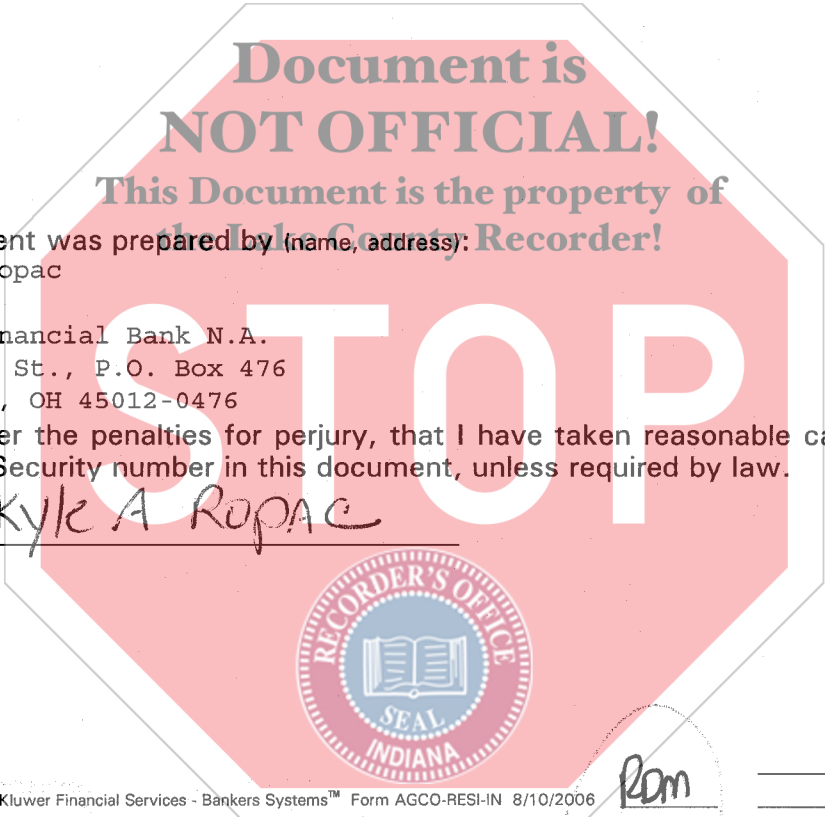 Document is
NOT OFFICIAL!
This Document is the property of
the Lake County Recorder!
ent was prepared by (name, address):
opac
nancial Bank N.A.
St., P.O. Box 476
, OH 45012-0476
er the penalties for perjury, that I have taken reasonable ca
Security number in this document, unless required by law.
STOP
Kyle A Ropac
RECORDER'S OFFICE
SEAL
INDIANA
RDM
Kluwer Financial Services - Bankers Systems™ Form AGCO-RESI-IN 8/10/2006